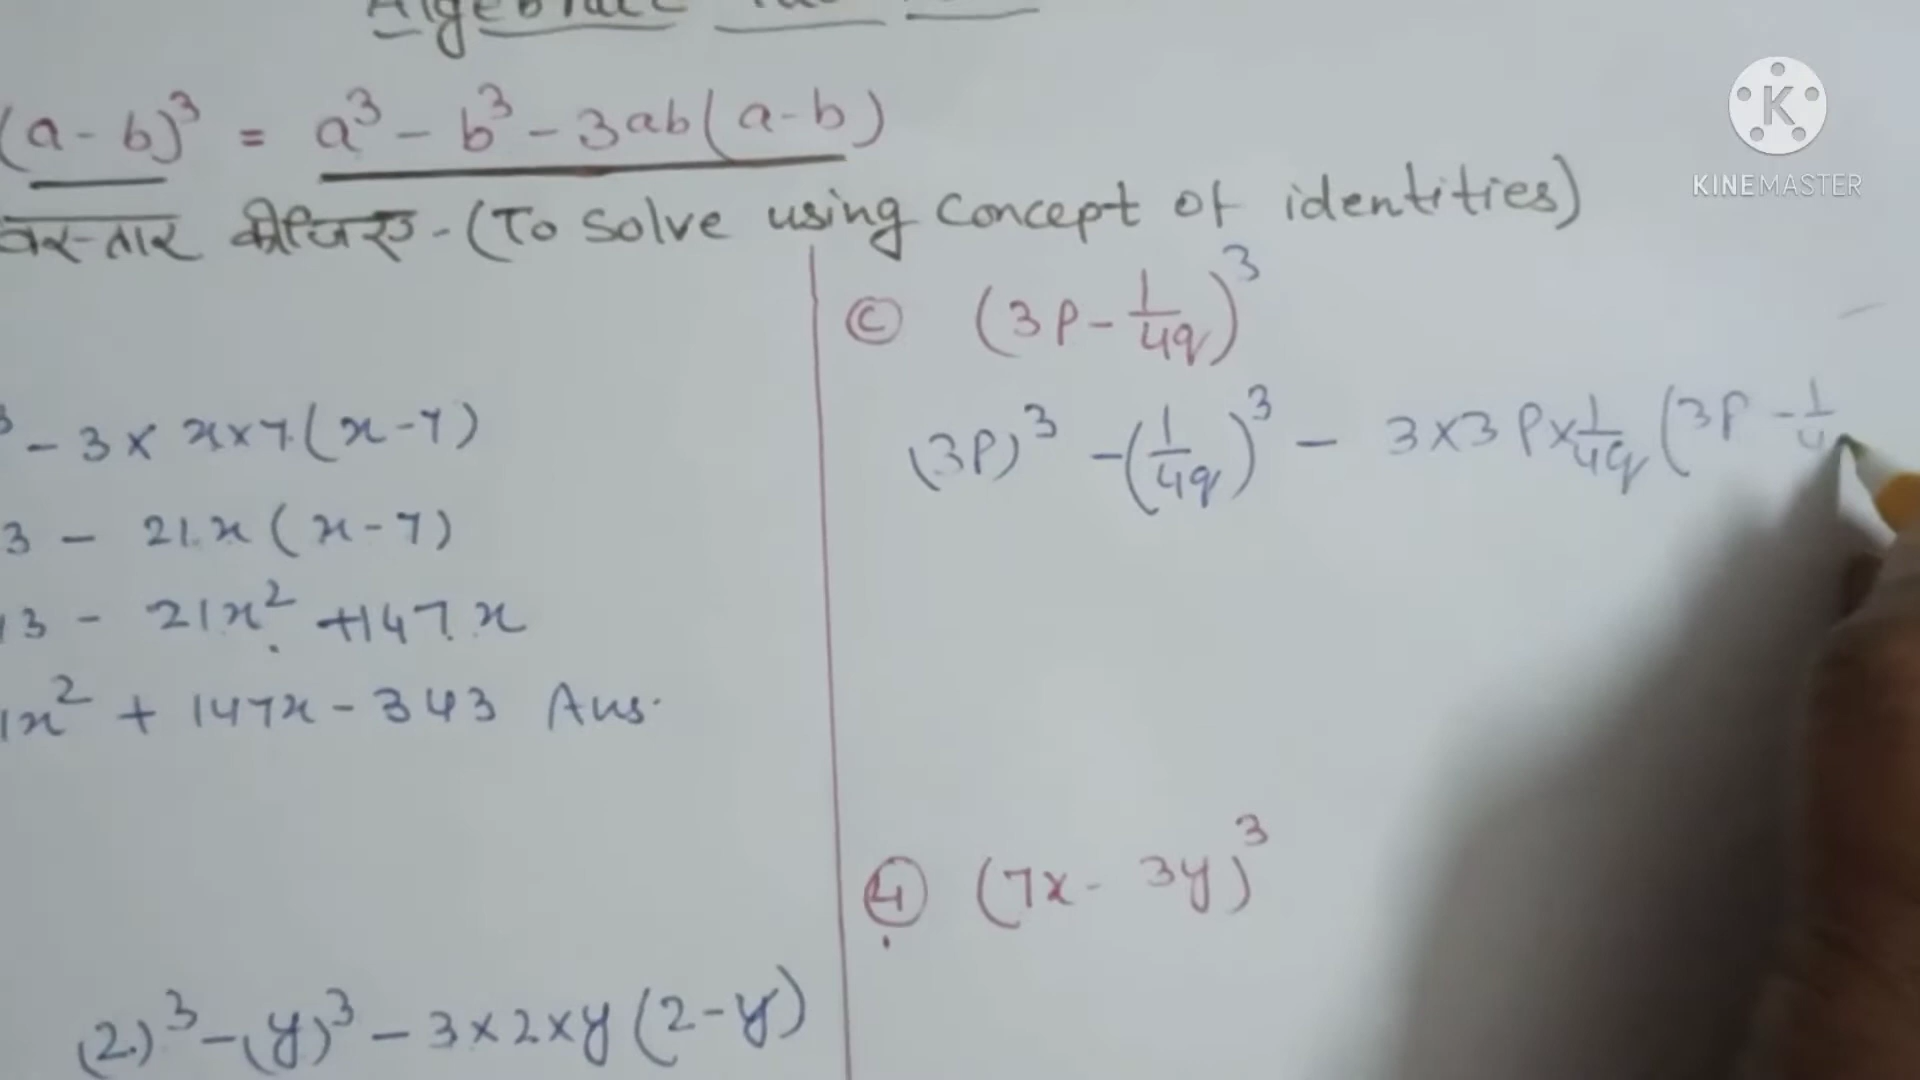 (a - b)³ = a³ - b³ - 3ab(a-b)
कीजिए - (To Solve using Concept of identities)
- 3 × x × 7 (x - 7)
3 - 21x (x - 7)
3 - 21x² + 147x
x² + 147x - 343 Ans.
(2)³ - (y)³ - 3 × 2 × y (2 - y)
© (3p - 1/4q)³
(3p)³ - (1/4q)³ - 3 × 3p × 1/4q (3p - 1/4
④ (7x - 3y)³
KINEMASTER